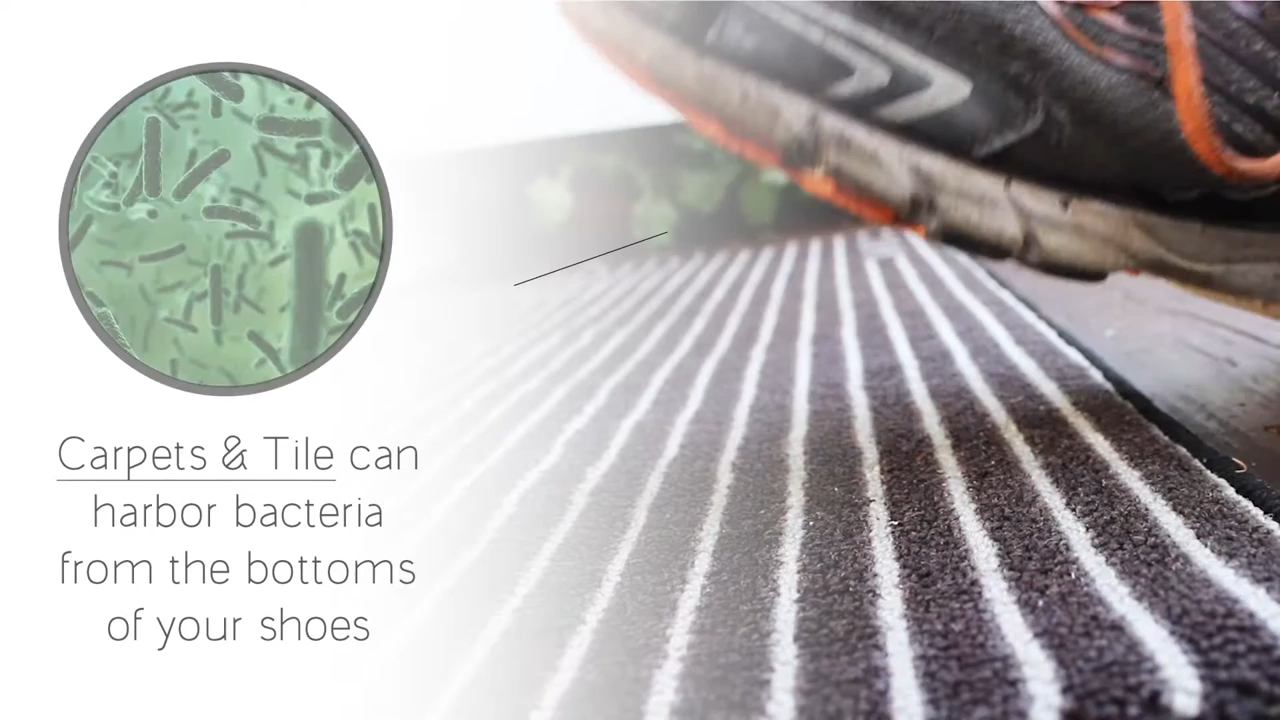 Carpets & Tile can
harbor bacteria
from the bottoms
of your shoes